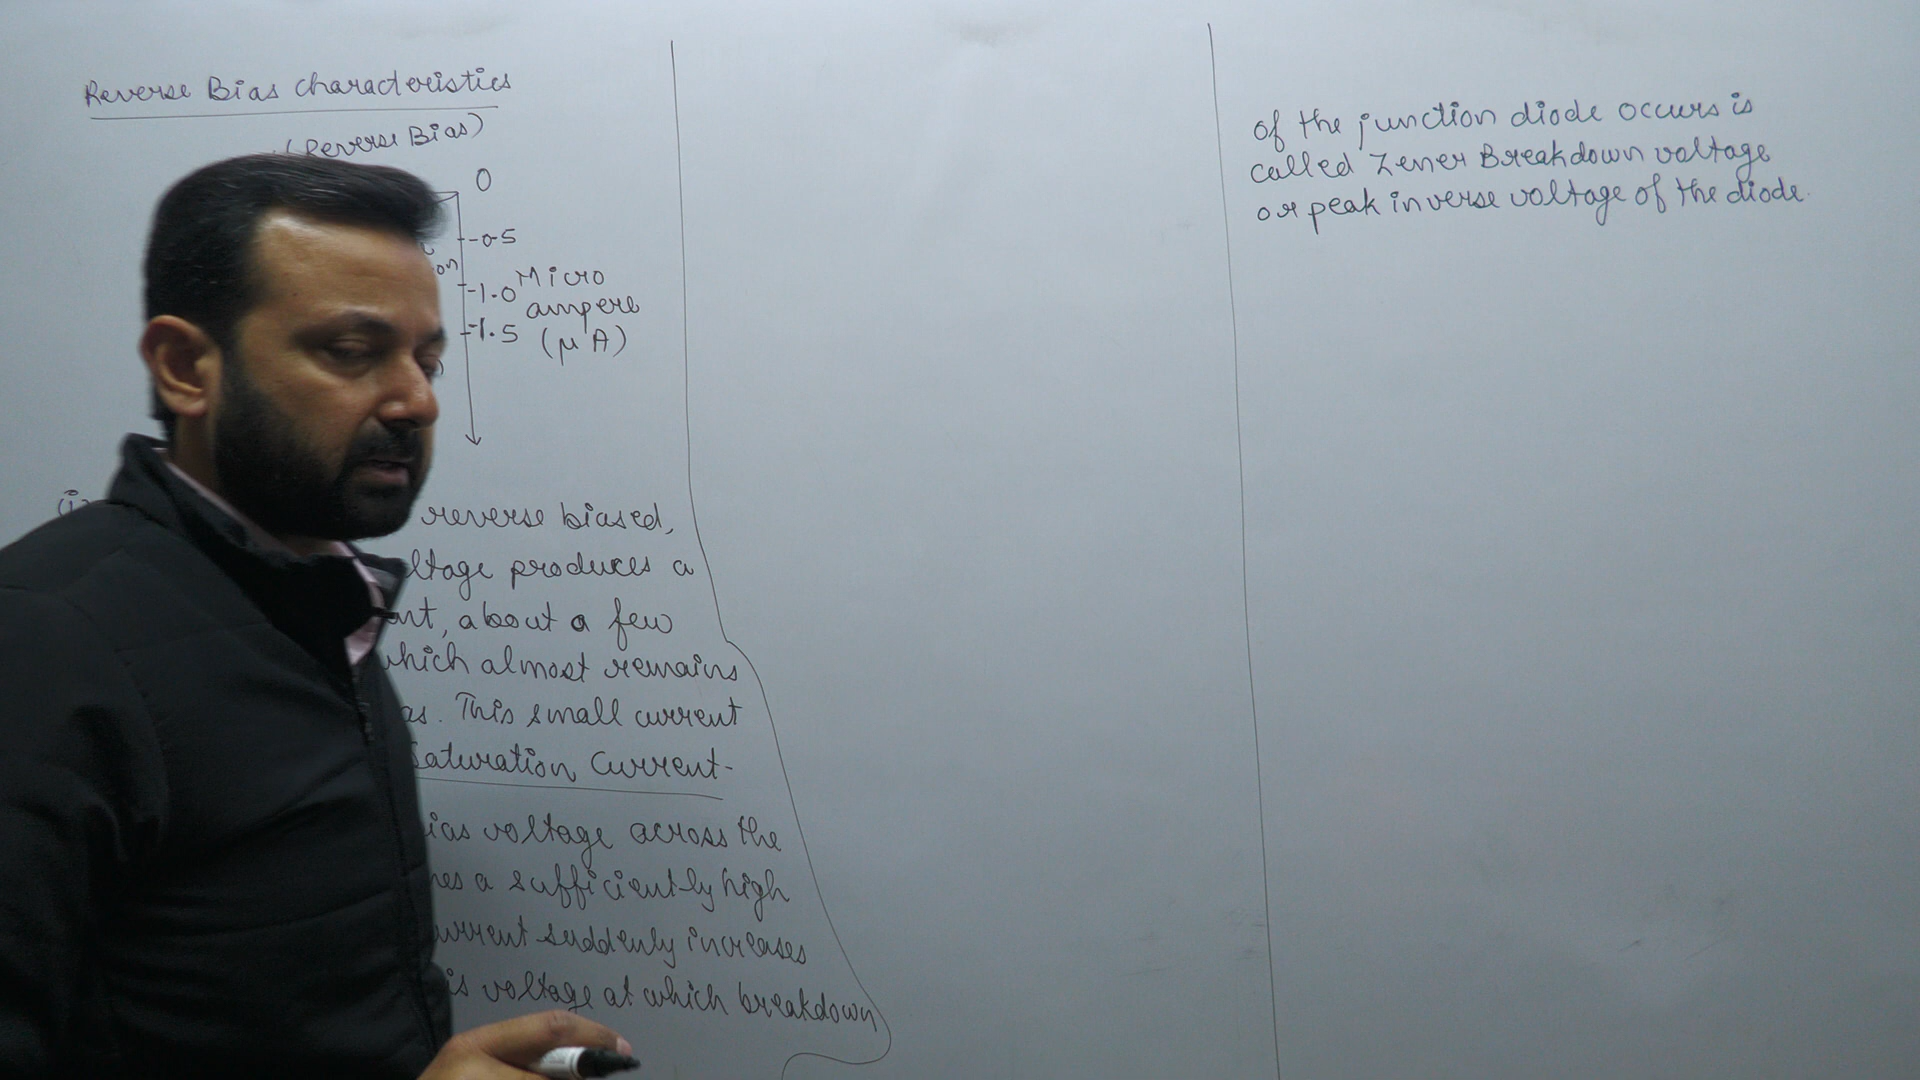 Reverse Bias characteristics
(Reverse Bias)
0
-0.5
on
-1.0
Micro
ampere
(μA)
-1.5
(i)
reverse biased,
ltage produces a
nt, about a few
which almost remains
as. This small current
Saturation Current-
ias voltage across the
hes a sufficiently high
urrent suddenly increases
is voltage at which breakdown
of the junction diode occurs is
called Zener Breakdown voltage
or peak inverse voltage of the diode.